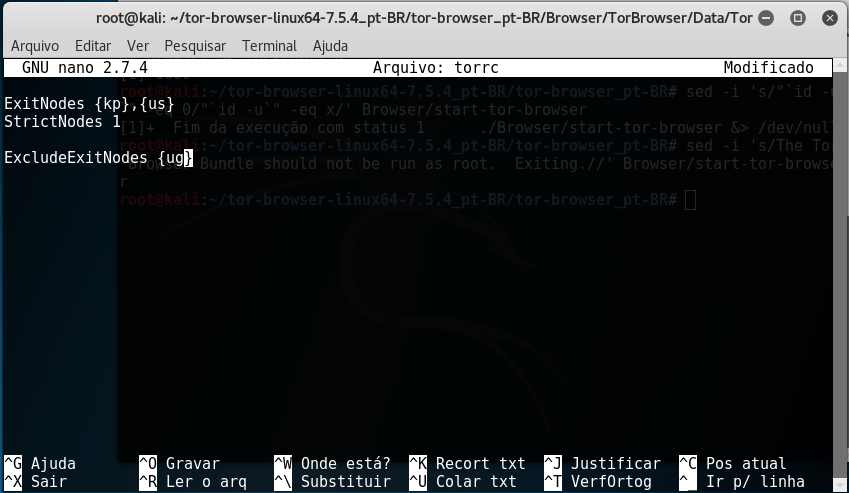 root@kali: ~/tor-browser-linux64-7.5.4_pt-BR/tor-browser_pt-BR/Browser/TorBrowser/Data/Tor
Arquivo Editar Ver Pesquisar Terminal Ajuda
GNU nano 2.7.4 Arquivo: torrc Modificado
root@kali:~/tor-browser-linux64-7.5.4_pt-BR/tor-browser_pt-BR# sed -i 's/"`id -u
ExitNodes {kp},{us}
-eq 0/"`id -u`" -eq x/' Browser/start-tor-browser
StrictNodes 1
[1]+ Fim da execução com status 1 ./Browser/start-tor-browser &> /dev/nul
root@kali:~/tor-browser-linux64-7.5.4_pt-BR/tor-browser_pt-BR# sed -i 's/The To
ExcludeExitNodes {ug}
Browser Bundle should not be run as root. Exiting.//' Browser/start-tor-browse
r
root@kali:~/tor-browser-linux64-7.5.4_pt-BR/tor-browser_pt-BR#
^G Ajuda ^O Gravar ^W Onde está? ^K Recort txt ^J Justificar ^C Pos atual
^X Sair ^R Ler o arq ^\ Substituir ^U Colar txt ^T VerfOrtog ^_ Ir p/ linha